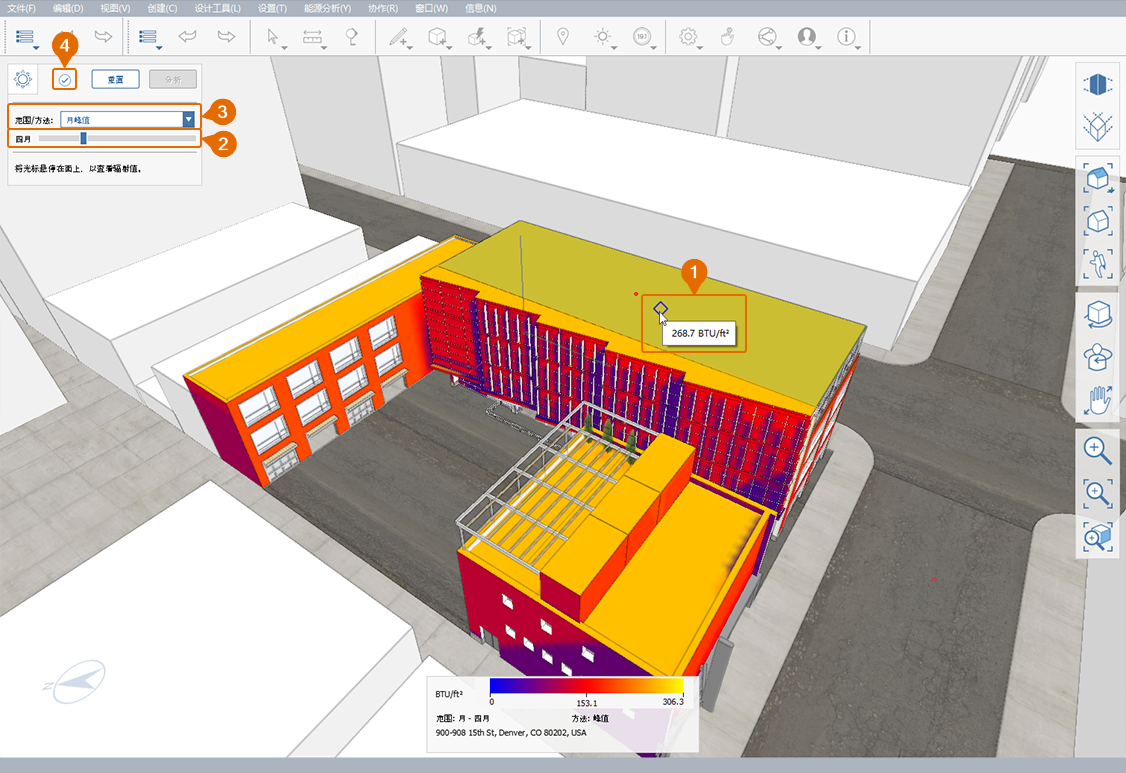 文件(F) 编辑(D) 视图(V) 创建(C) 设计工具(L) 设置(T) 能源分析(Y) 协作(R) 窗口(W) 信息(N)
19:1
4
重置 分析
范围/方法: 月峰值
3
四月
2
将光标悬停在面上，以查看辐射值。
1
268.7 BTU/ft²
N
BTU/ft²
0 153.1 306.3
范围: 月 - 四月 方法: 峰值
900-908 15th St, Denver, CO 80202, USA